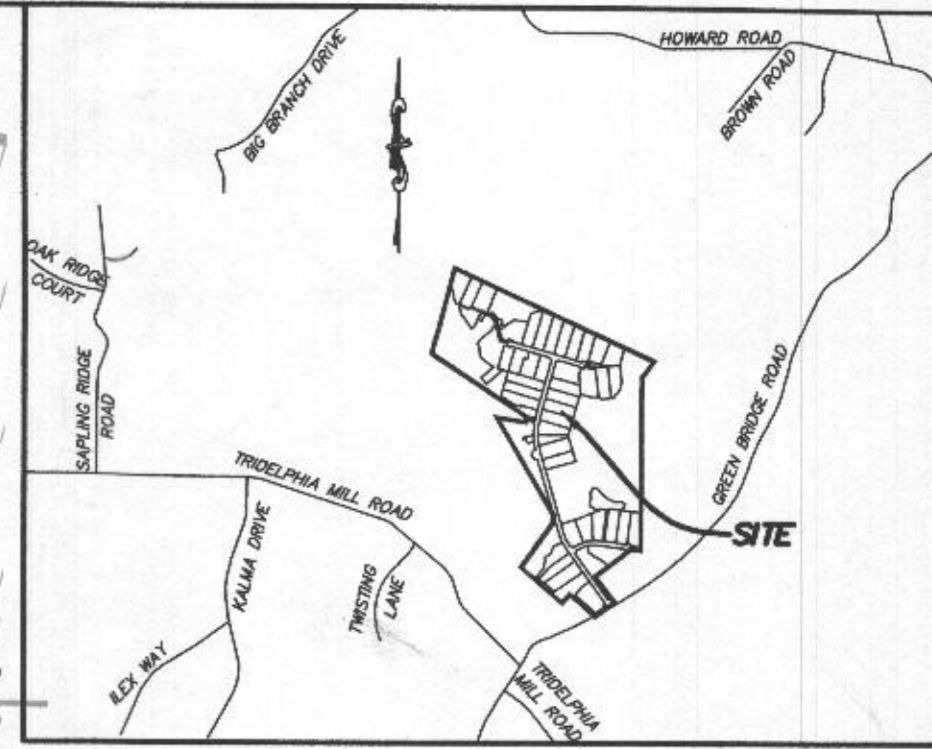 HOWARD ROAD
BIG BRANCH DRIVE
BROWN ROAD
OAK RIDGE
COURT
SAPLING RIDGE
ROAD
GREEN BRIDGE ROAD
TRIDELPHIA MILL ROAD
SITE
KALMA DRIVE
TWISTING
LANE
ILEX WAY
TRIDELPHIA
MILL ROAD